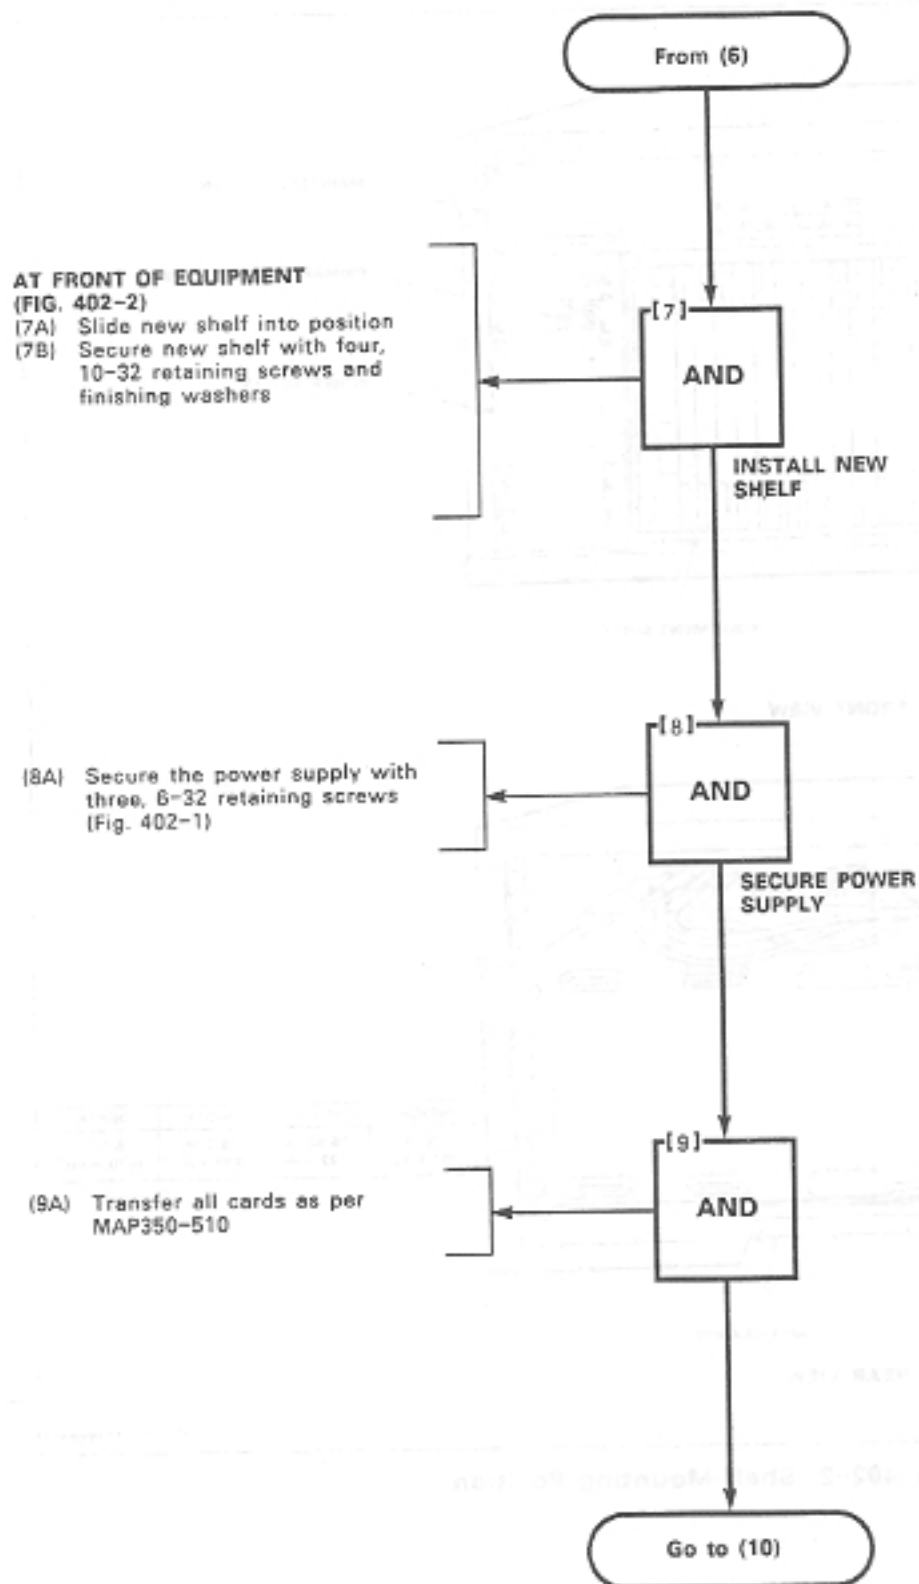 From (6)
AT FRONT OF EQUIPMENT
(FIG. 402-2)
(7A) Slide new shelf into position
(7B) Secure new shelf with four,
10-32 retaining screws and
finishing washers
[7]
AND
INSTALL NEW
SHELF
(8A) Secure the power supply with
three, 6-32 retaining screws
(Fig. 402-1)
[8]
AND
SECURE POWER
SUPPLY
(9A) Transfer all cards as per
MAP350-510
[9]
AND
Go to (10)